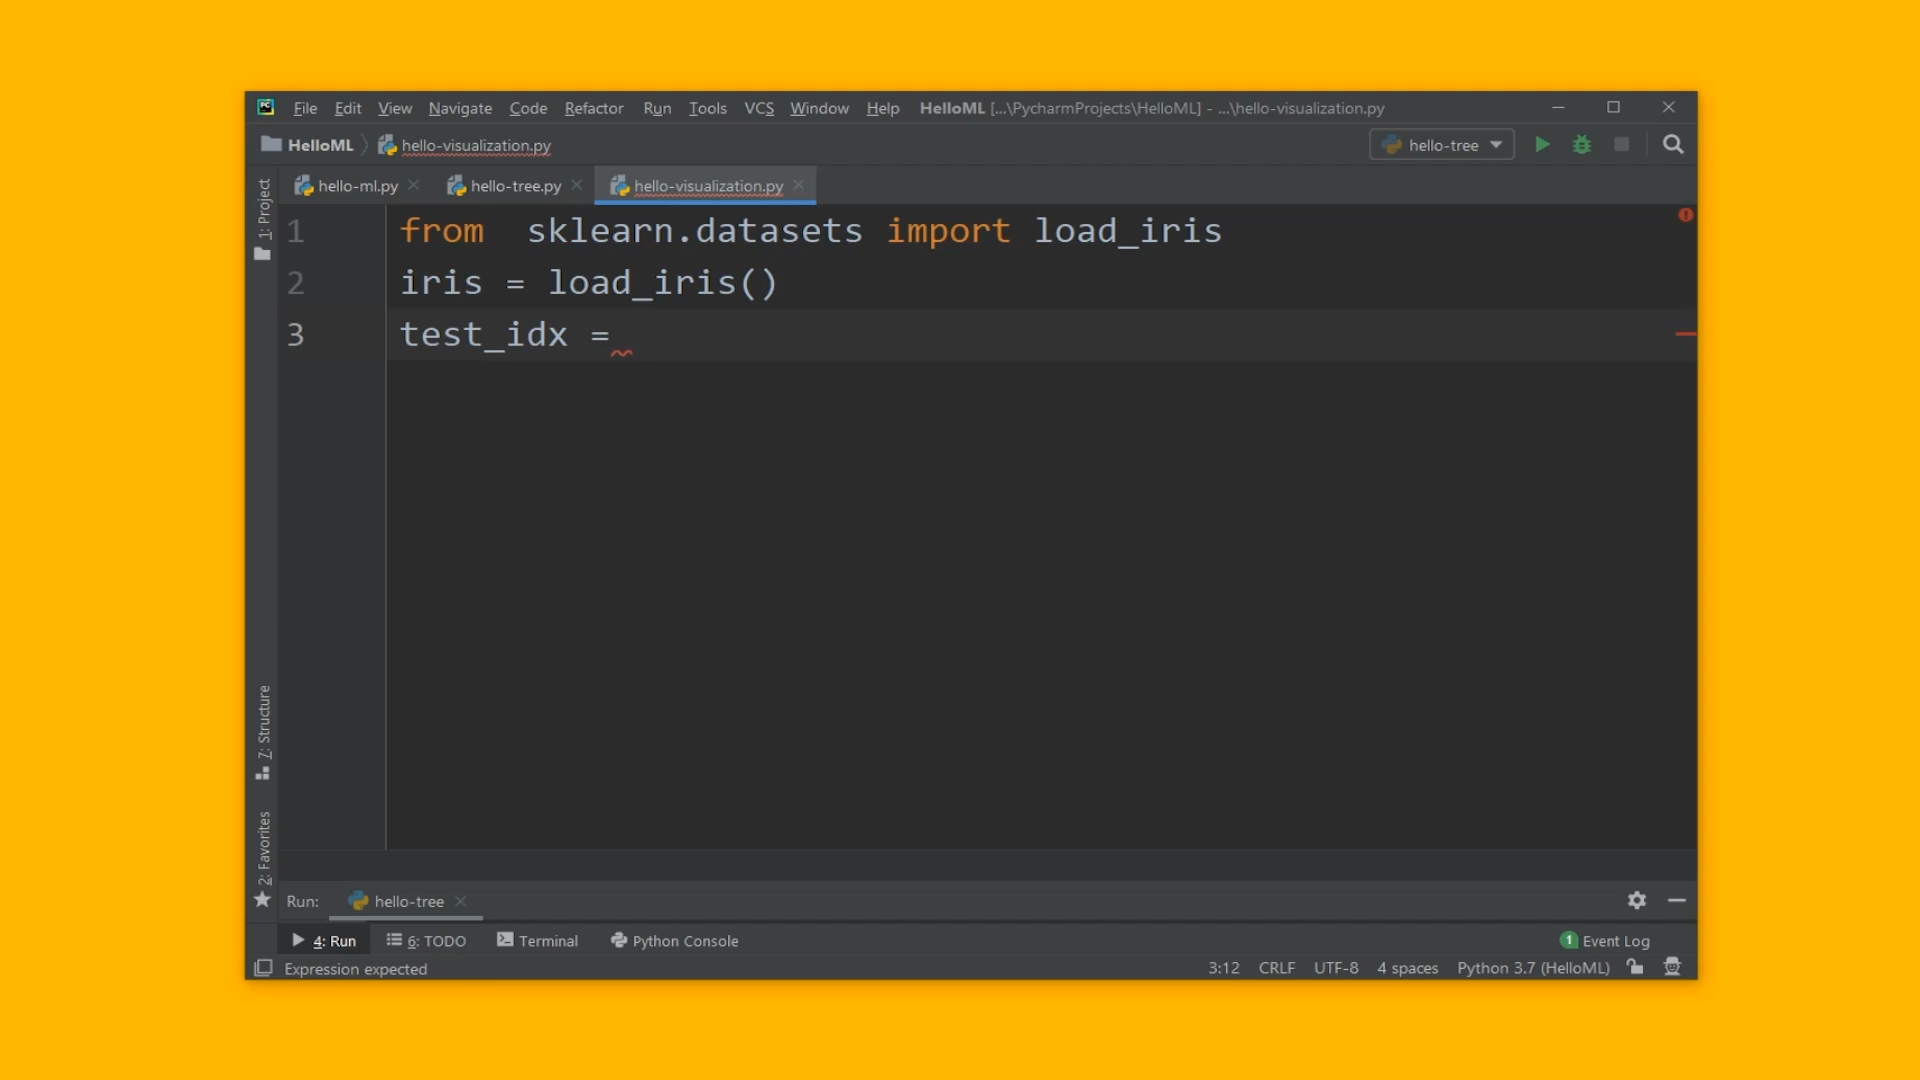 File Edit View Navigate Code Refactor Run Tools VCS Window Help HelloML [...\PycharmProjects\HelloML] - ...\hello-visualization.py
HelloML hello-visualization.py hello-tree
hello-ml.py hello-tree.py hello-visualization.py
1: Project
1 from  sklearn.datasets import load_iris
2 iris = load_iris()
3 test_idx =
7: Structure
2: Favorites
Run: hello-tree
4: Run 6: TODO Terminal Python Console 1 Event Log
Expression expected 3:12 CRLF UTF-8 4 spaces Python 3.7 (HelloML)